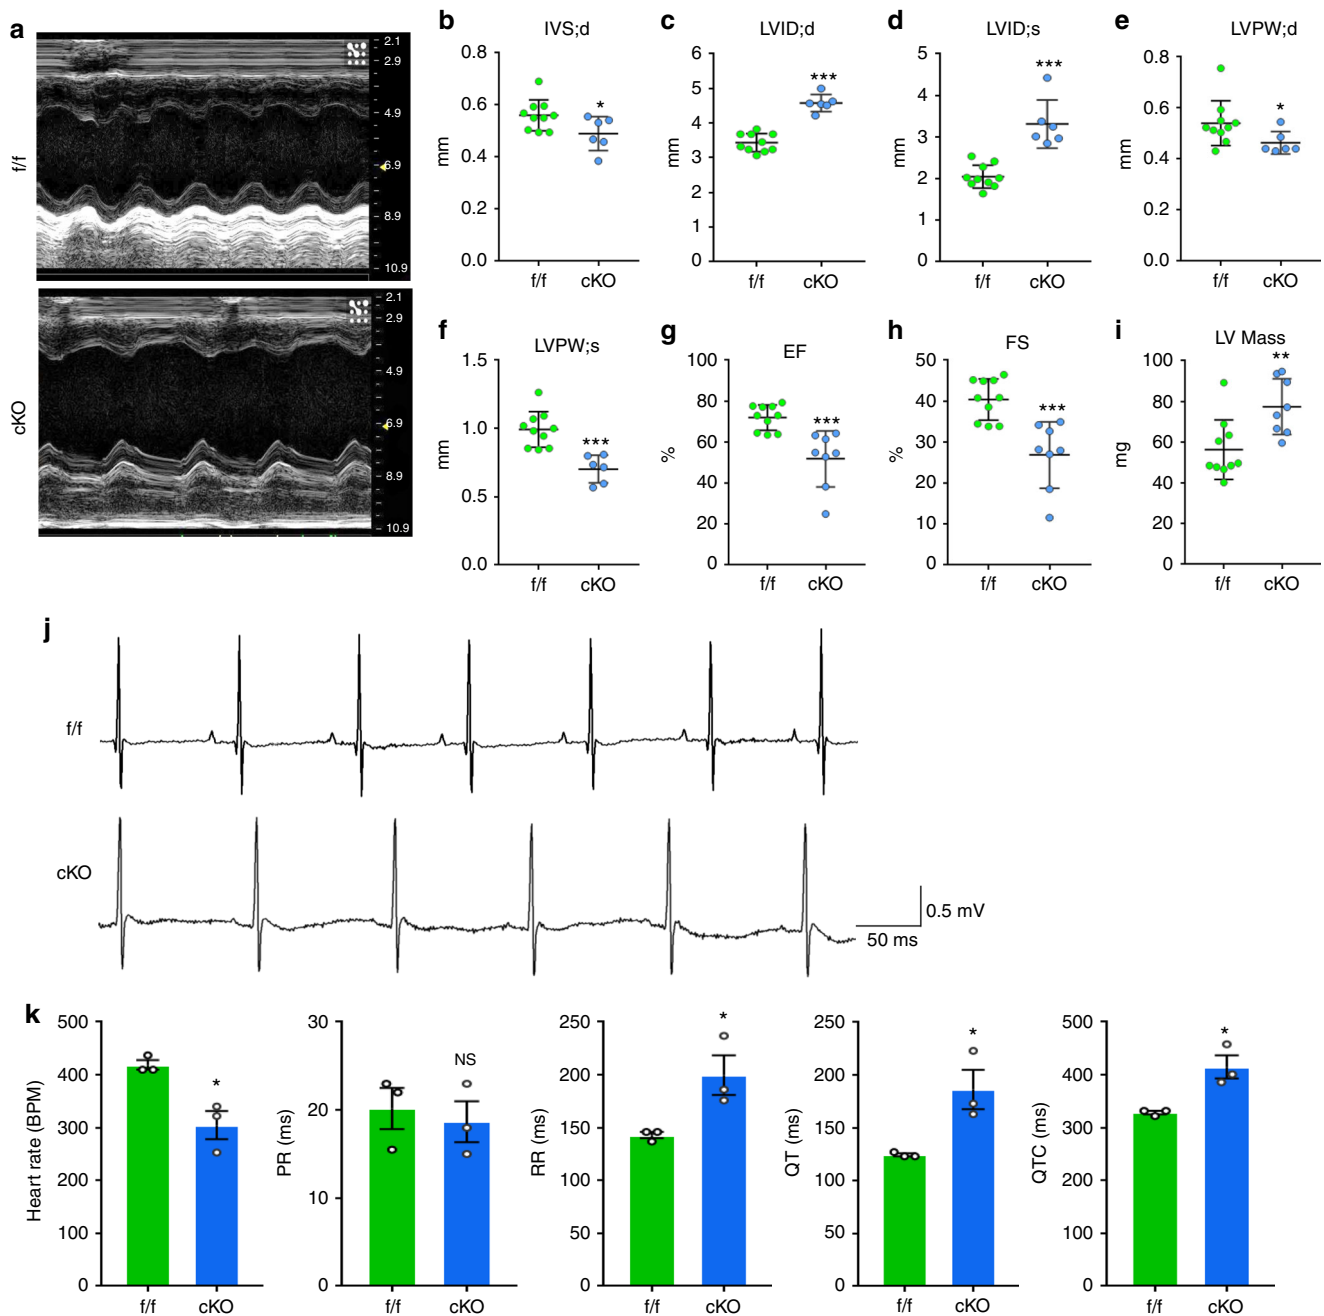 a
f/f
2.1
2.9
4.9
6.9
8.9
10.9
cKO
2.1
2.9
4.9
6.9
8.9
10.9
b
IVS;d
mm
0.8
0.6
0.4
0.2
0.0
f/f cKO
*
c
LVID;d
mm
6
5
4
3
2
1
0
f/f cKO
***
d
LVID;s
mm
5
4
3
2
1
0
f/f cKO
***
e
LVPW;d
mm
0.8
0.6
0.4
0.2
0.0
f/f cKO
*
f
LVPW;s
mm
1.5
1.0
0.5
0.0
f/f cKO
***
g
EF
%
100
80
60
40
20
0
f/f cKO
***
h
FS
%
50
40
30
20
10
0
f/f cKO
***
i
LV Mass
mg
100
80
60
40
20
0
f/f cKO
**
j
f/f
cKO
0.5 mV
50 ms
k
Heart rate (BPM)
500
400
300
200
100
0
f/f cKO
*
PR (ms)
30
20
10
0
f/f cKO
NS
RR (ms)
250
200
150
100
50
0
f/f cKO
*
QT (ms)
250
200
150
100
50
0
f/f cKO
*
QTC (ms)
500
400
300
200
100
0
f/f cKO
*